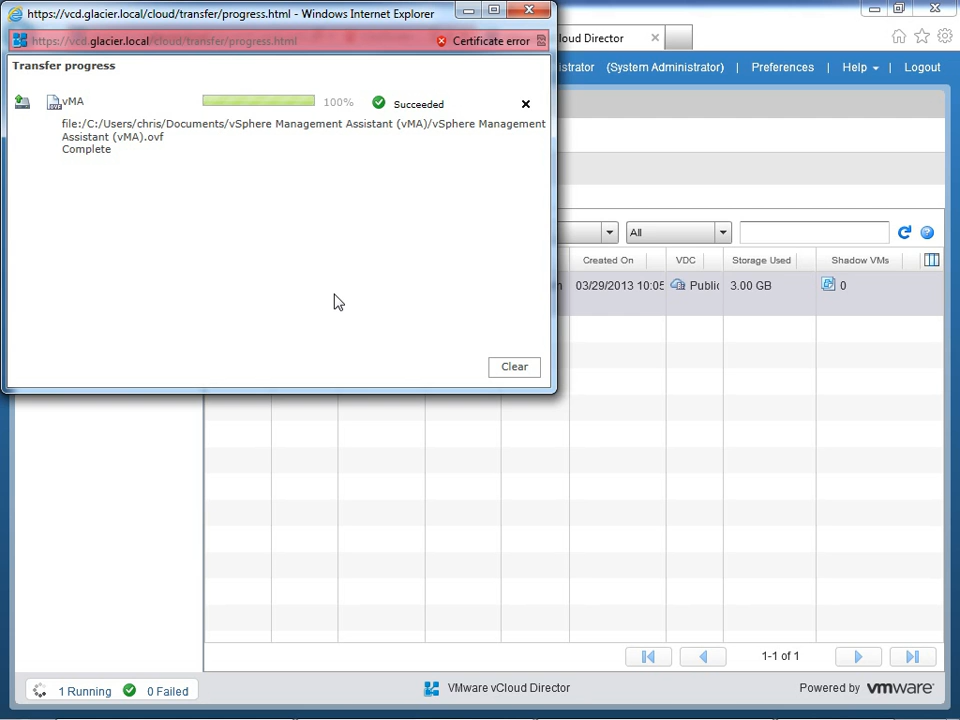 https://vcd.glacier.local/cloud/transfer/progress.html - Windows Internet Explorer
https://vcd.glacier.local/cloud/transfer/progress.html
Certificate error
Transfer progress
vMA
100%
Succeeded
file:/C:/Users/chris/Documents/vSphere Management Assistant (vMA)/vSphere Management
Assistant (vMA).ovf
Complete
Clear
loud Director
istrator (System Administrator) | Preferences | Help | Logout
All
Created On
VDC
Storage Used
Shadow VMs
03/29/2013 10:05
Public
3.00 GB
0
1-1 of 1
1 Running
0 Failed
VMware vCloud Director
Powered by vmware